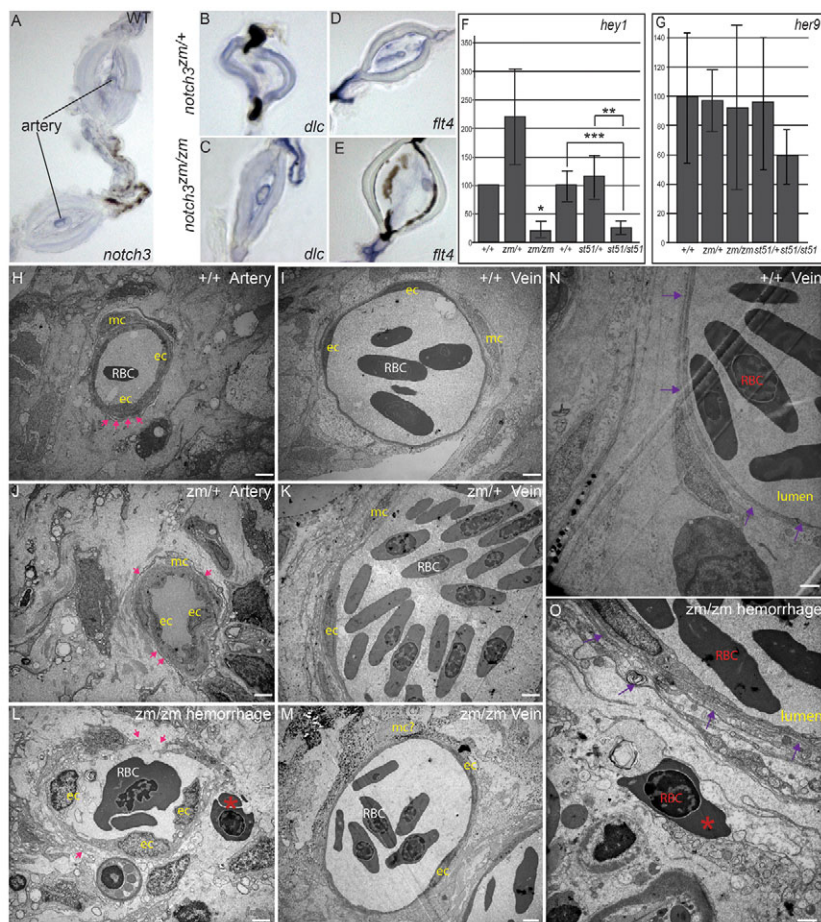 A WT
artery
notch3
notch3zm/+
B
dlc
D
flt4
notch3zm/zm
C
dlc
E
flt4
F hey1
400
350
300
250
200
150
100
50
0
**
***
*
+/+ zm/+ zm/zm +/+ st51/+ st51/st51
G her9
140
120
100
80
60
40
20
0
+/+ zm/+ zm/zm st51/+ st51/st51
H +/+ Artery
mc
ec
RBC
ec
I +/+ Vein
ec
mc
ec
RBC
N +/+ Vein
RBC
lumen
J zm/+ Artery
mc
ec
ec
K zm/+ Vein
mc
RBC
ec
L zm/zm hemorrhage
RBC
ec
ec
ec
*
M zm/zm Vein
mc?
ec
RBC
ec
O zm/zm hemorrhage
RBC
lumen
RBC
*